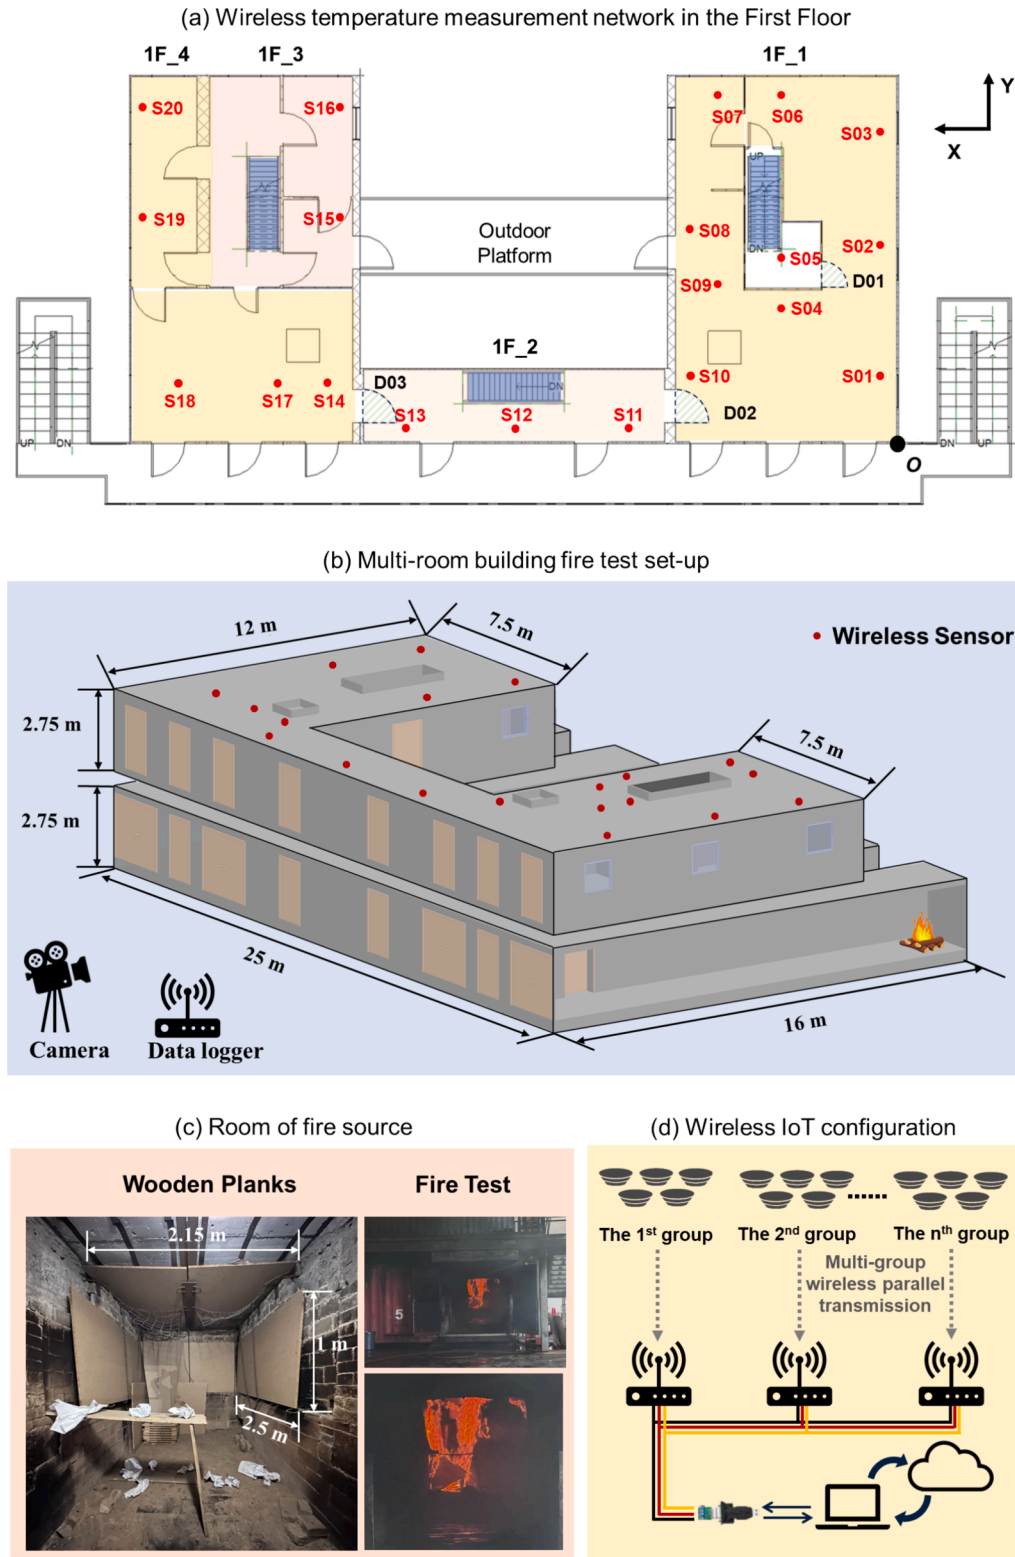 (a) Wireless temperature measurement network in the First Floor
1F_4
1F_3
1F_1
Y
X
S20
S16
S07
S06
S03
UP
S19
S15
Outdoor
Platform
S08
S02
DN
S05
D01
S09
S04
1F_2
D03
DN
S18
S17
S14
S10
S01
S13
S12
S11
D02
UP
DN
DN
UP
O
(b) Multi-room building fire test set-up
12 m
7.5 m
Wireless Sensor
2.75 m
7.5 m
2.75 m
25 m
16 m
Camera
Data logger
(c) Room of fire source
(d) Wireless IoT configuration
Wooden Planks
Fire Test
2.15 m
1 m
2.5 m
5
The 1st group
The 2nd group
The nth group
Multi-group
wireless parallel
transmission